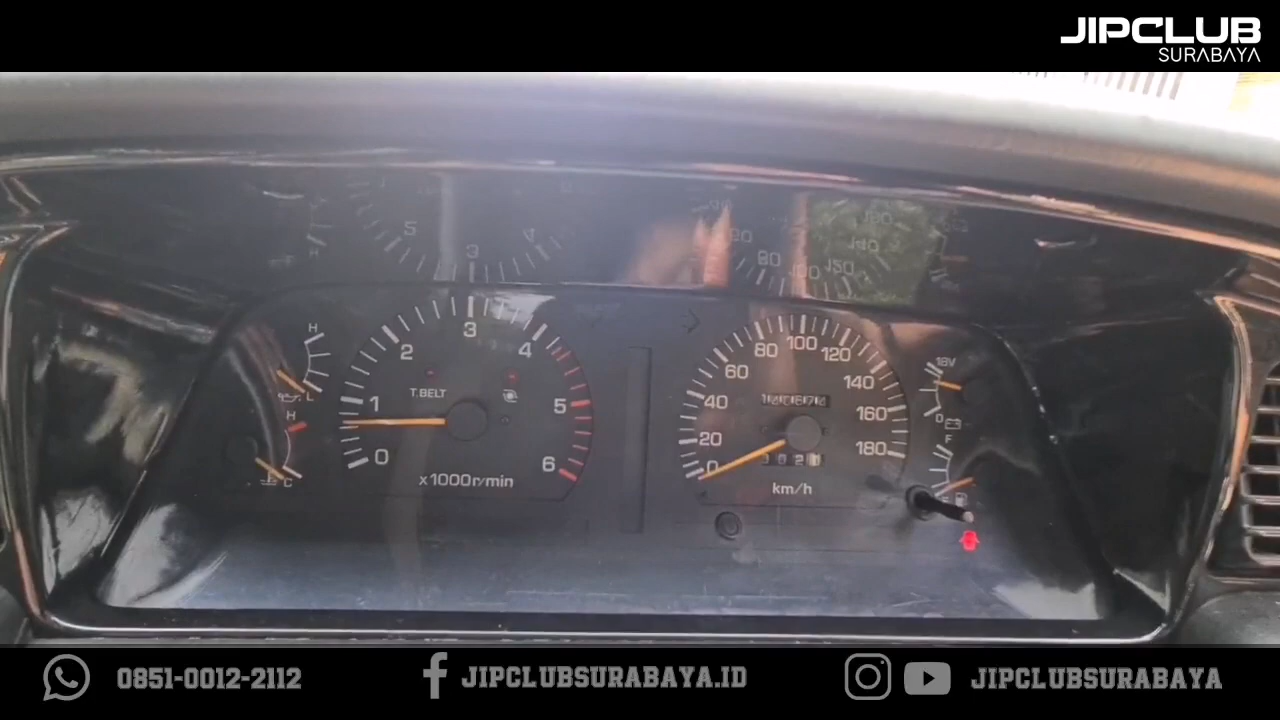 JIPCLUB
SURABAYA
H
L
H
C
0
1
2
3
4
5
6
T.BELT
x1000r/min
0
20
40
60
80
100
120
140
160
180
km/h
18V
D
F
0851-0012-2112
JIPCLUBSURABAYA.ID
JIPCLUBSURABAYA